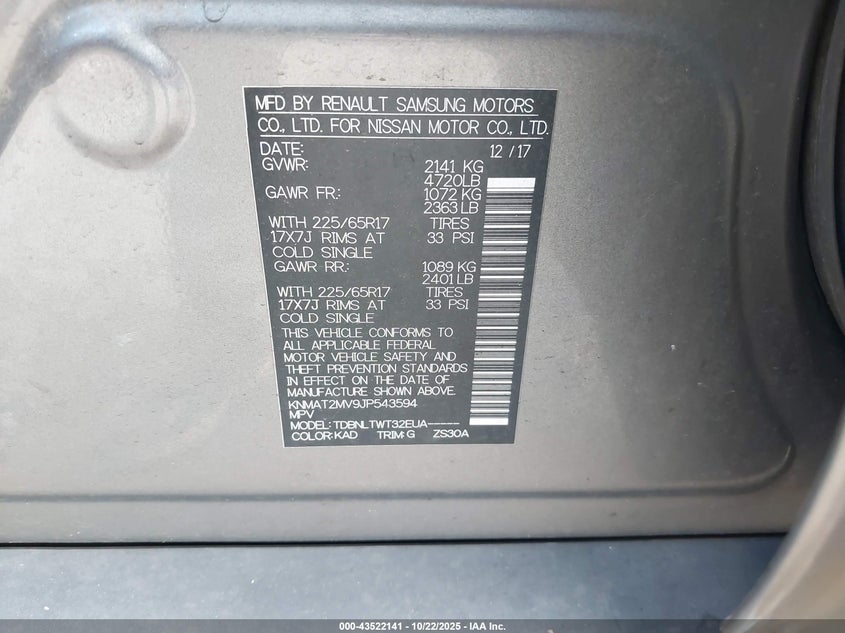 MFD BY RENAULT SAMSUNG MOTORS
CO., LTD. FOR NISSAN MOTOR CO., LTD.
DATE: 12 / 17
GVWR: 2141 KG
4720LB
GAWR FR.: 1072 KG
2363 LB
WITH 225/65R17 TIRES
17X7J RIMS AT 33 PSI
COLD SINGLE
GAWR RR.: 1089 KG
2401 LB
WITH 225/65R17 TIRES
17X7J RIMS AT 33 PSI
COLD SINGLE
THIS VEHICLE CONFORMS TO
ALL APPLICABLE FEDERAL
MOTOR VEHICLE SAFETY AND
THEFT PREVENTION STANDARDS
IN EFFECT ON THE DATE OF
MANUFACTURE SHOWN ABOVE.
KNMAT2MV9JP543594
MPV
MODEL: TDBNLTWT32EUA-----
COLOR: KAD TRIM: G ZS30A
000-43522141 - 10/22/2025 - IAA Inc.